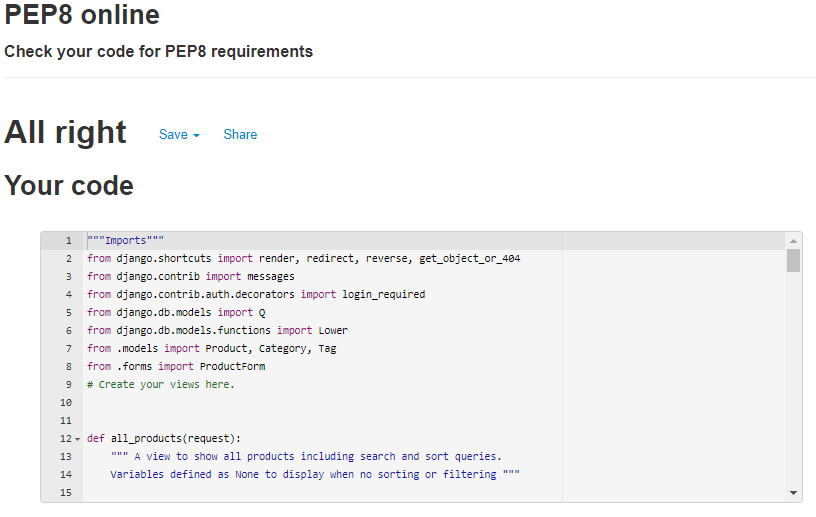 PEP8 online
Check your code for PEP8 requirements
All right Save Share
Your code
1 """Imports"""
2 from django.shortcuts import render, redirect, reverse, get_object_or_404
3 from django.contrib import messages
4 from django.contrib.auth.decorators import login_required
5 from django.db.models import Q
6 from django.db.models.functions import Lower
7 from .models import Product, Category, Tag
8 from .forms import ProductForm
9 # Create your views here.
10
11
12 def all_products(request):
13     """ A view to show all products including search and sort queries.
14     Variables defined as None to display when no sorting or filtering """
15